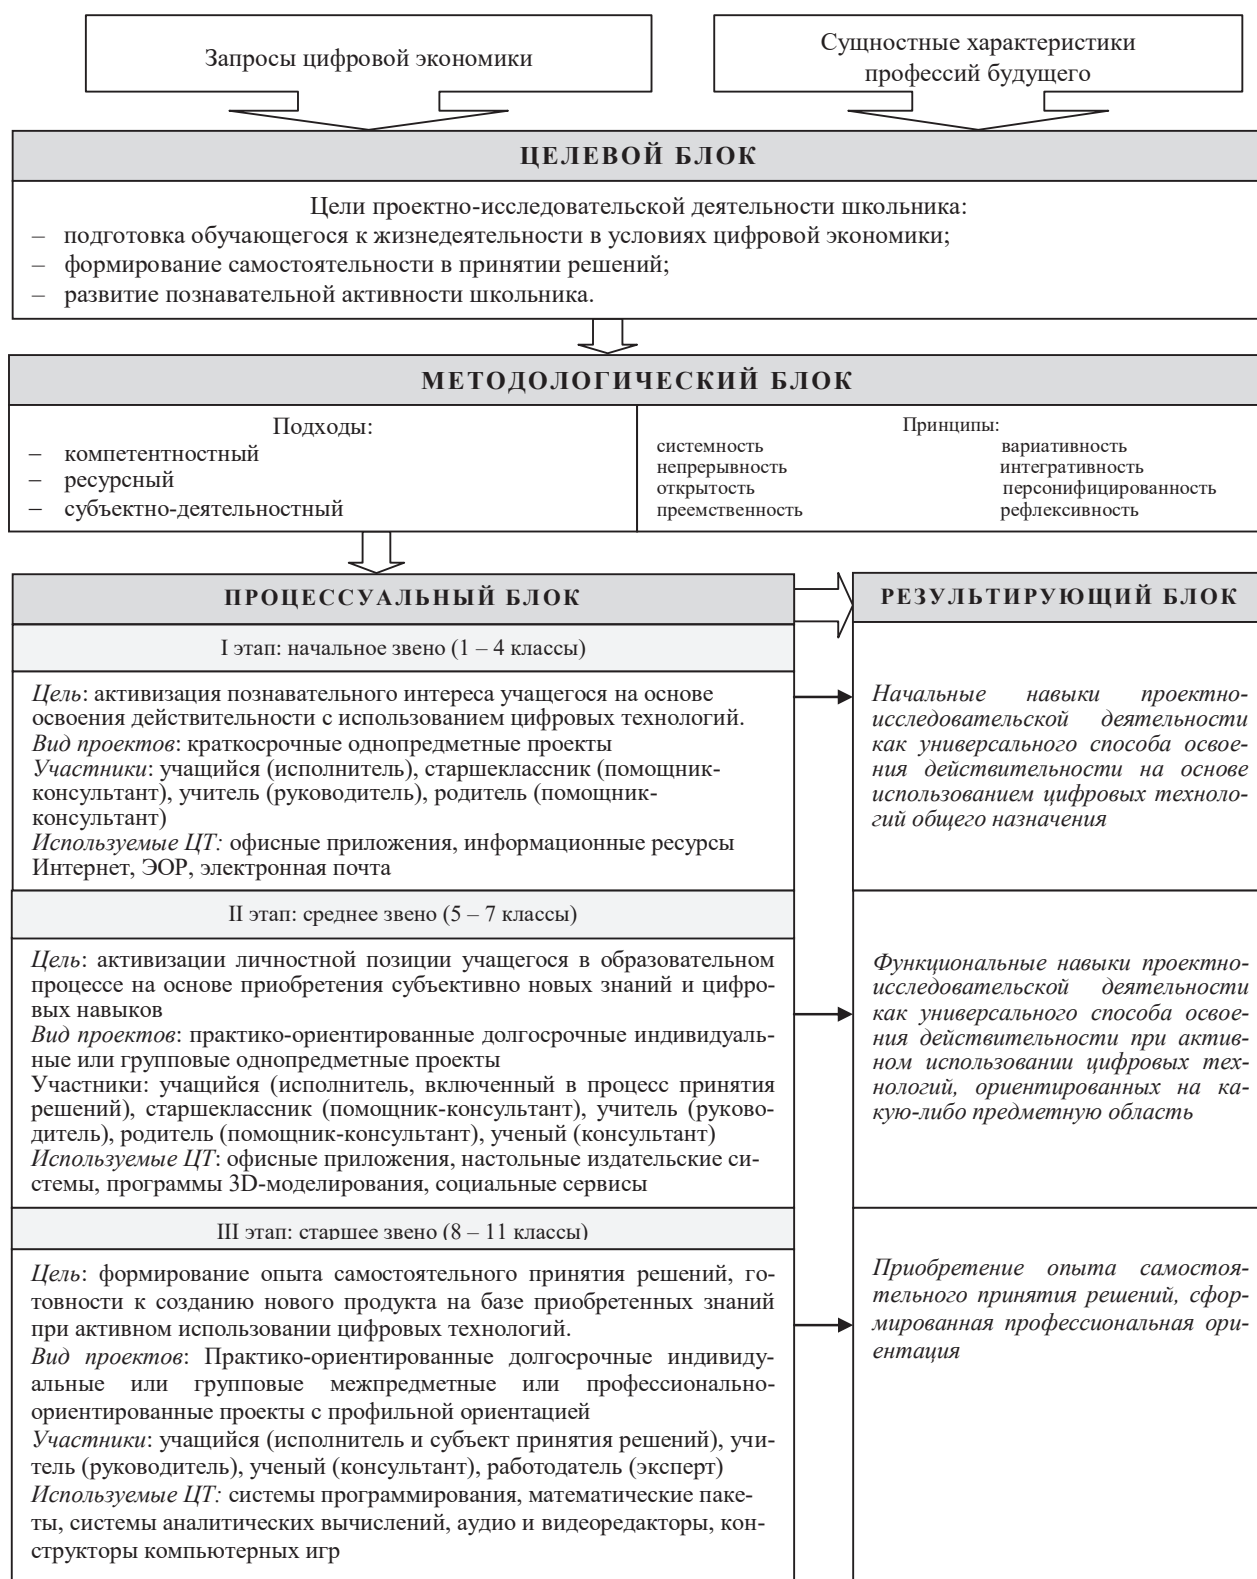 Запросы цифровой экономики
Сущностные характеристики
профессий будущего
ЦЕЛЕВОЙ БЛОК
Цели проектно-исследовательской деятельности школьника:
– подготовка обучающегося к жизнедеятельности в условиях цифровой экономики;
– формирование самостоятельности в принятии решений;
– развитие познавательной активности школьника.
МЕТОДОЛОГИЧЕСКИЙ БЛОК
Подходы:
– компетентностный
– ресурсный
– субъектно-деятельностный
Принципы:
системность вариативность
непрерывность интегративность
открытость персонифицированность
преемственность рефлексивность
ПРОЦЕССУАЛЬНЫЙ БЛОК
РЕЗУЛЬТИРУЮЩИЙ БЛОК
I этап: начальное звено (1 – 4 классы)
Цель: активизация познавательного интереса учащегося на основе
освоения действительности с использованием цифровых технологий.
Вид проектов: краткосрочные однопредметные проекты
Участники: учащийся (исполнитель), старшеклассник (помощник-
консультант), учитель (руководитель), родитель (помощник-
консультант)
Используемые ЦТ: офисные приложения, информационные ресурсы
Интернет, ЭОР, электронная почта
Начальные навыки проектно-
исследовательской деятельности
как универсального способа освое-
ния действительности на основе
использованием цифровых техноло-
гий общего назначения
II этап: среднее звено (5 – 7 классы)
Цель: активизации личностной позиции учащегося в образовательном
процессе на основе приобретения субъективно новых знаний и цифро-
вых навыков
Вид проектов: практико-ориентированные долгосрочные индивидуаль-
ные или групповые однопредметные проекты
Участники: учащийся (исполнитель, включенный в процесс принятия
решений), старшеклассник (помощник-консультант), учитель (руково-
дитель), родитель (помощник-консультант), ученый (консультант)
Используемые ЦТ: офисные приложения, настольные издательские си-
стемы, программы 3D-моделирования, социальные сервисы
Функциональные навыки проектно-
исследовательской деятельности
как универсального способа освое-
ния действительности при актив-
ном использовании цифровых тех-
нологий, ориентированных на ка-
кую-либо предметную область
III этап: старшее звено (8 – 11 классы)
Цель: формирование опыта самостоятельного принятия решений, го-
товности к созданию нового продукта на базе приобретенных знаний
при активном использовании цифровых технологий.
Вид проектов: Практико-ориентированные долгосрочные индивиду-
альные или групповые межпредметные или профессионально-
ориентированные проекты с профильной ориентацией
Участники: учащийся (исполнитель и субъект принятия решений), учи-
тель (руководитель), ученый (консультант), работодатель (эксперт)
Используемые ЦТ: системы программирования, математические паке-
ты, системы аналитических вычислений, аудио и видеоредакторы, кон-
структоры компьютерных игр
Приобретение опыта самостоя-
тельного принятия решений, сфор-
мированная профессиональная ори-
ентация